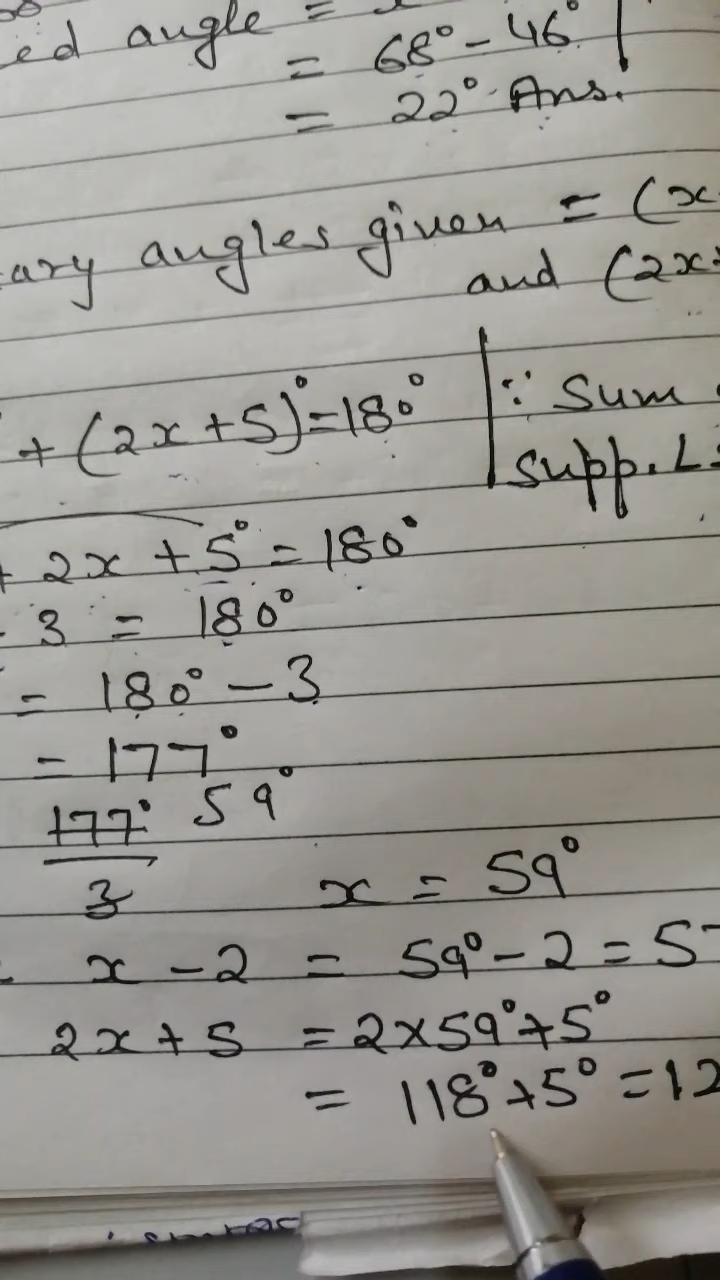 ed angle =
= 68° - 46°
= 22° Ans.
ary angles given = (x
and (2x+
+ (2x + 5)° = 180° | ∵ Sum
supp. L
+ 2x + 5° = 180°
- 3 = 180°
= 180° - 3
= 177°
177° 59°
3 x = 59°
x - 2 = 59° - 2 = 5
2x + 5 = 2×59° + 5°
= 118° + 5° = 12